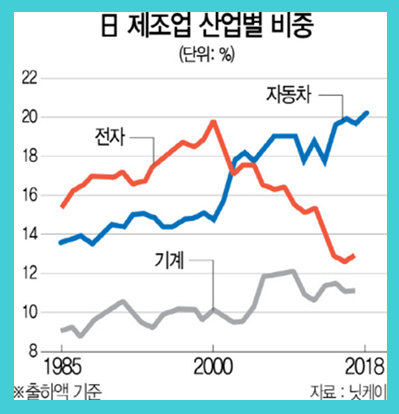 日 제조업 산업별 비중
(단위: %)
22
20
18
16
14
12
10
8
자동차
전자
기계
1985
2000
2018
※출하액 기준
자료 : 닛케이